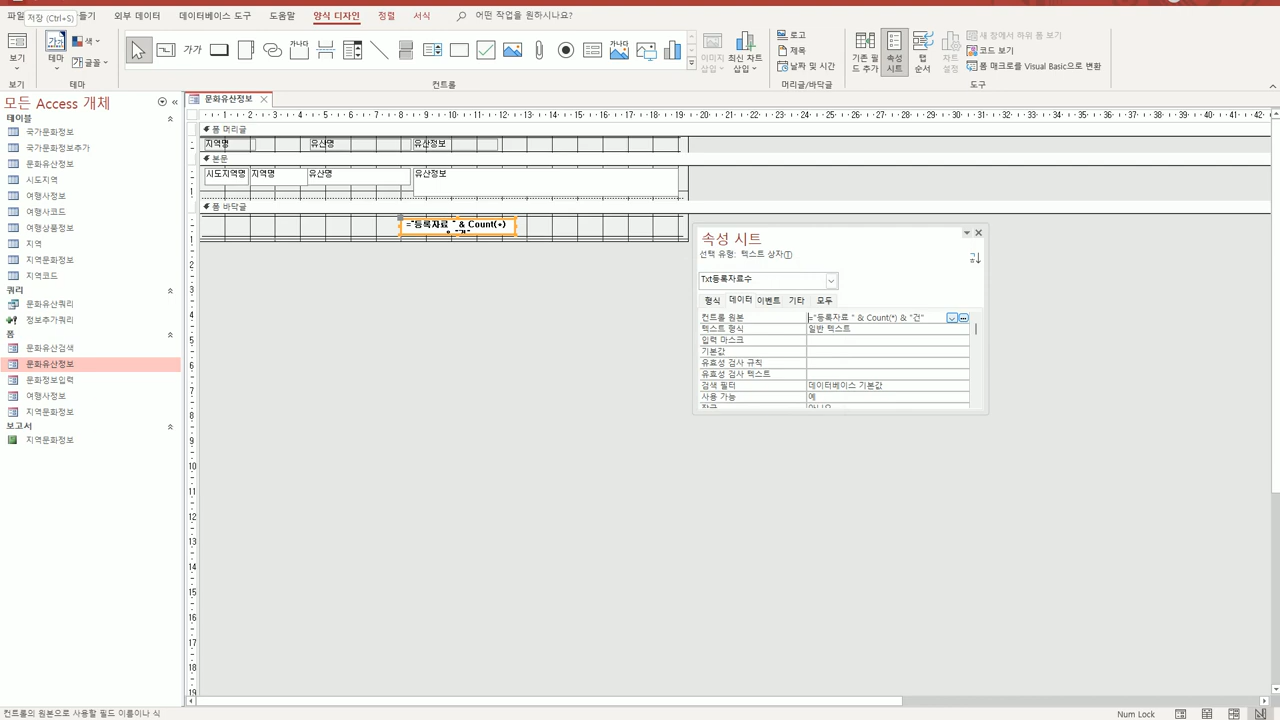 파일
들기
외부 데이터
데이터베이스 도구
도움말
양식 디자인
정렬
서식
어떤 작업을 원하시나요?
저장 (Ctrl+S)
보기
테마
색
글꼴
가가
가나다
가나다
이미지 삽입
최신 차트 삽입
로고
제목
날짜 및 시간
기존 필드 추가
속성 시트
탭 순서
차트 설정
새 창에서 하위 폼 보기
코드 보기
폼 매크로를 Visual Basic으로 변환
보기
테마
컨트롤
머리글/바닥글
도구
모든 Access 개체
테이블
국가문화정보
국가문화정보추가
문화유산정보
시도지역
여행사정보
여행사코드
여행상품정보
지역
지역문화정보
지역코드
쿼리
문화유산쿼리
정보추가쿼리
폼
문화유산검색
문화유산정보
문화정보입력
여행사정보
지역문화정보
보고서
지역문화정보
문화유산정보
폼 머리글
지역명 유산명 유산정보
본문
시도지역명 지역명 유산명 유산정보
폼 바닥글
="등록자료 " & Count(*)
& "건"
속성 시트
선택 유형: 텍스트 상자(T)
Txt등록자료수
형식 데이터 이벤트 기타 모두
컨트롤 원본 ="등록자료 " & Count(*) & "건"
텍스트 형식 일반 텍스트
입력 마스크
기본값
유효성 검사 규칙
유효성 검사 텍스트
검색 필터 데이터베이스 기본값
사용 가능 예
잠금 아니요
컨트롤의 원본으로 사용할 필드 이름이나 식
Num Lock